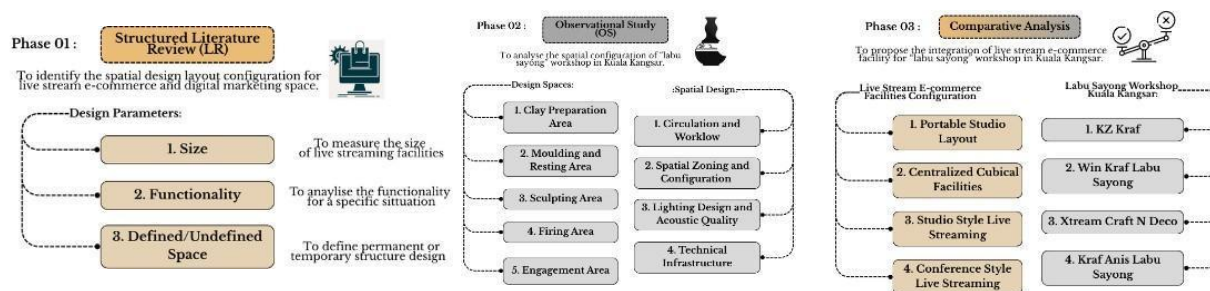 Phase 01 :
Structured Literature
Review (LR)
To identify the spatial design layout configuration for
live stream e-commerce and digital marketing space.
Design Parameters:
1. Size
To measure the size
of live streaming facilities
2. Functionality
To anaylise the functionality
for a specific sittuation
3. Defined/Undefined
Space
To define permanent or
temporary structure design
Phase 02 :
Observational Study
(OS)
To analyse the spatial configuration of "labu
sayong" workshop in Kuala Kangsar.
Design Spaces:
1. Clay Preparation
Area
2. Moulding and
Resting Area
3. Sculpting Area
4. Firing Area
5. Engagement Area
:Spatial Design
1. Circulation and
Worklow
2. Spatial Zoning and
Configuration
3. Lighting Design and
Acoustic Quality
4. Technical
Infrastructure
Phase 03 :
Comparative Analysis
To propose the integration of live stream e-commerce
facility for "labu sayong" workshop in Kuala Kangsar.
Live Stream E-commerce
Facilities Configuration
1. Portable Studio
Layout
2. Centralized Cubical
Facilities
3. Studio Style Live
Streaming
4. Conference Style
Live Streaming
Labu Sayong Workshop
Kuala Kangsar:
1. KZ Kraf
2. Win Kraf Labu
Sayong
3. Xtream Craft N Deco
4. Kraf Anis Labu
Sayong